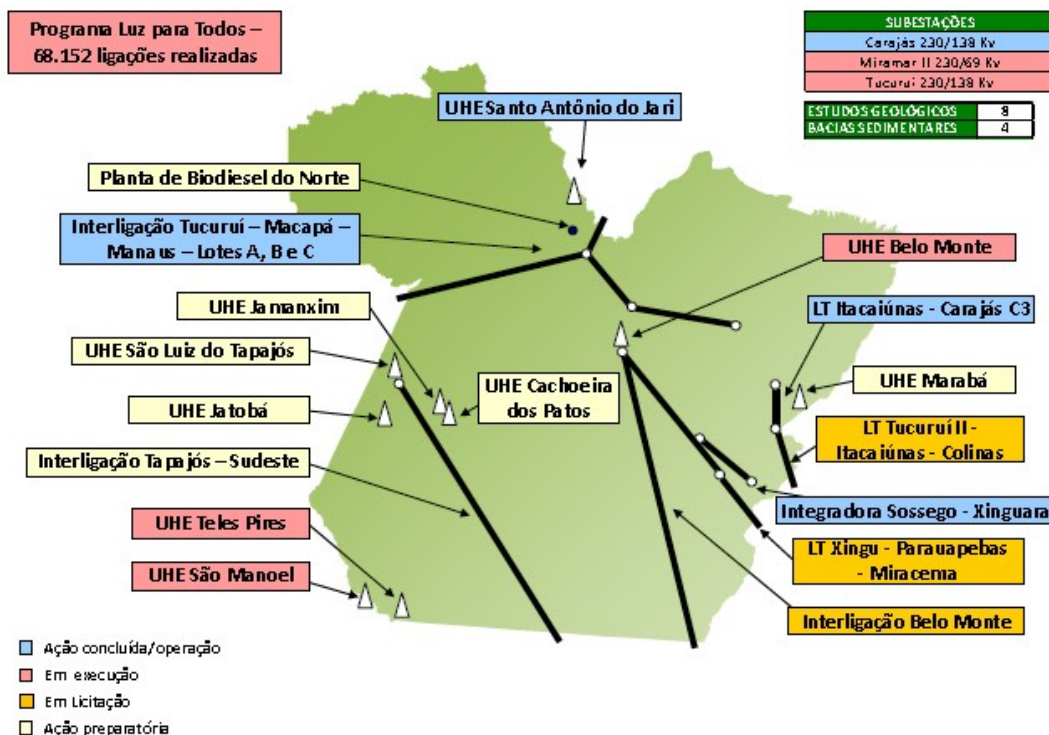 Programa Luz para Todos –
68.152 ligações realizadas
SUBESTAÇÕES
Carajás 230/138 Kv
Miramar II 230/69 Kv
Tucuruí 230/138 Kv
ESTUDOS GEOLÓGICOS 8
BACIAS SEDIMENTARES 4
UHE Santo Antônio do Jari
Planta de Biodiesel do Norte
Interligação Tucuruí – Macapá –
Manaus – Lotes A, B e C
UHE Belo Monte
UHE Jamanxim
LT Itacaiúnas - Carajás C3
UHE São Luiz do Tapajós
UHE Cachoeira
dos Patos
UHE Marabá
UHE Jatobá
LT Tucuruí II -
Itacaiúnas - Colinas
Interligação Tapajós – Sudeste
Integradora Sossego - Xinguara
UHE Teles Pires
LT Xingu - Parauapebas
- Miracema
UHE São Manoel
Interligação Belo Monte
Ação concluída/operação
Em execução
Em Licitação
Ação preparatória